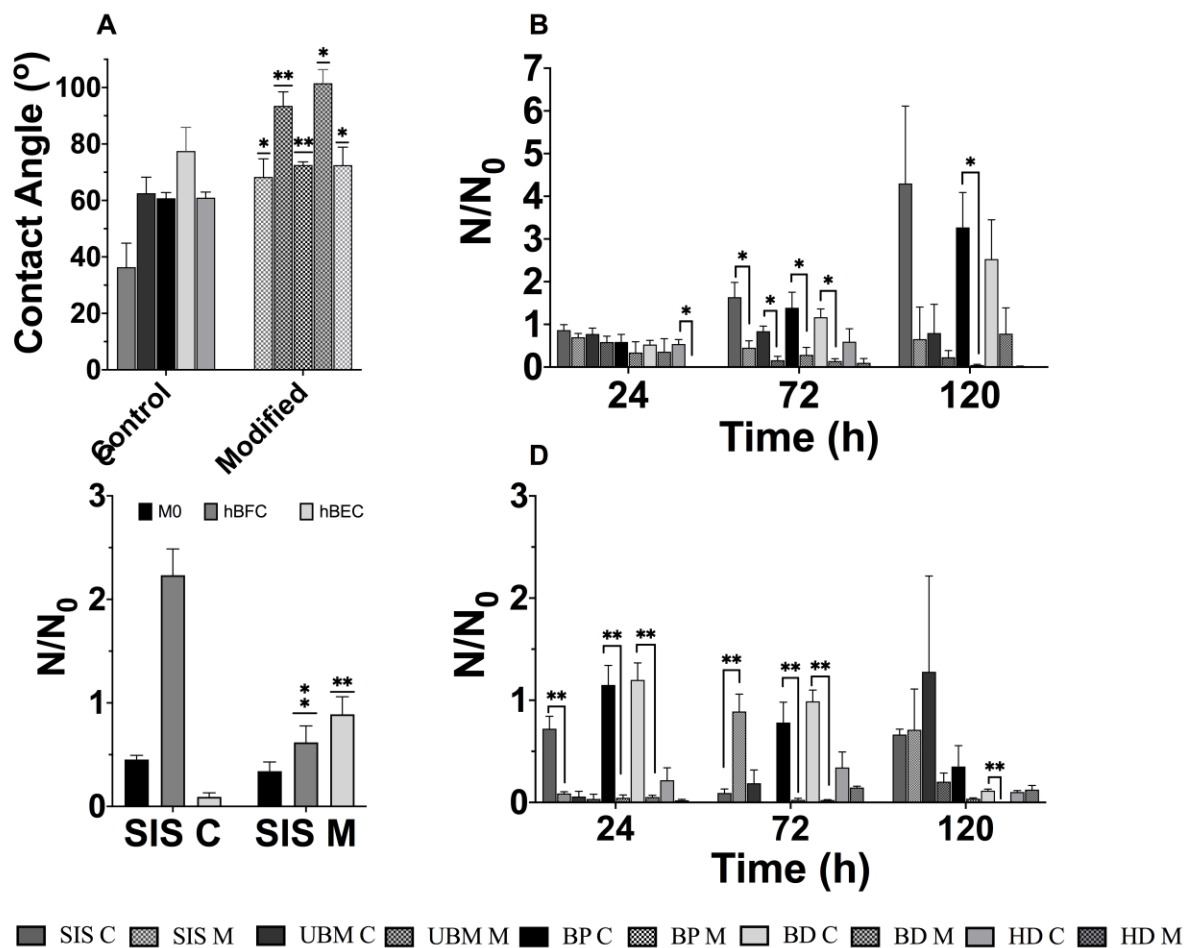 A
Contact Angle (º)
100
80
60
40
20
0
*
**
**
*
*
Control
Modified
B
N/N0
7
6
5
4
3
2
1
0
*
*
*
*
*
*
24
72
120
Time (h)
C
N/N0
3
2
1
0
M0
hBFC
hBEC
*
*
**
SIS C
SIS M
D
N/N0
3
2
1
0
**
**
**
**
**
**
**
24
72
120
Time (h)
SIS C
SIS M
UBM C
UBM M
BP C
BP M
BD C
BD M
HD C
HD M